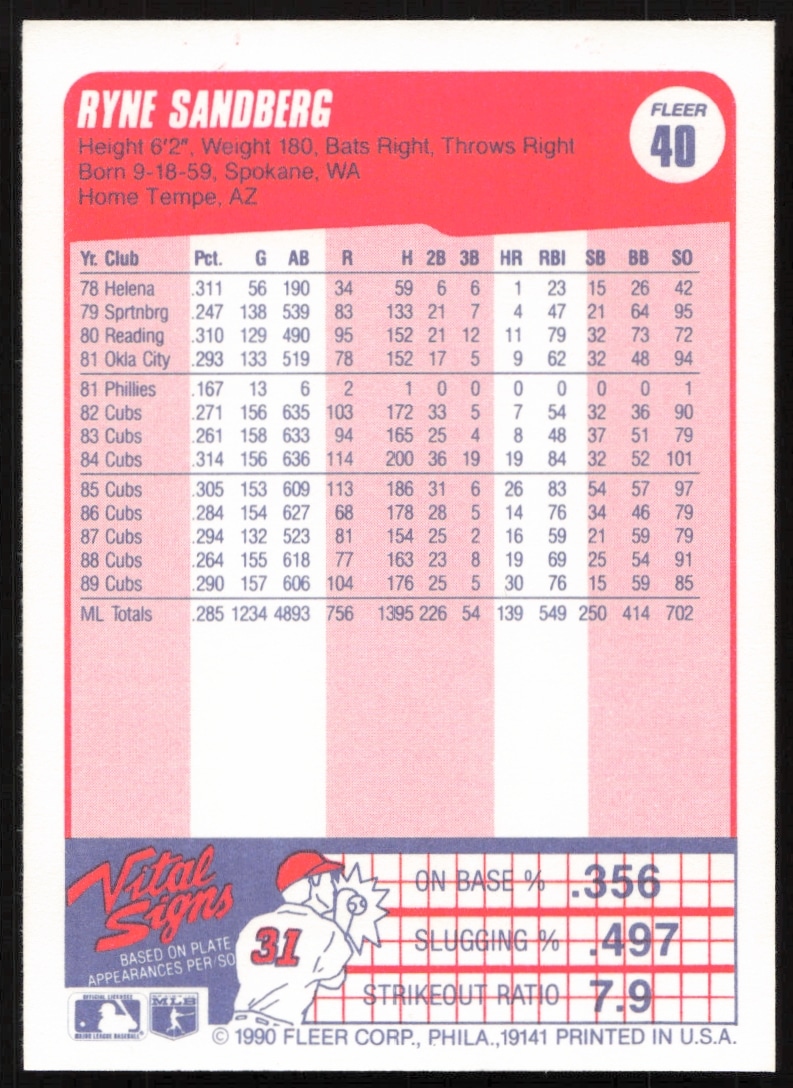 RYNE SANDBERG
FLEER
40
Height 6'2", Weight 180, Bats Right, Throws Right
Born 9-18-59, Spokane, WA
Home Tempe, AZ
Yr. Club Pct. G AB R H 2B 3B HR RBI SB BB SO
78 Helena .311 56 190 34 59 6 6 1 23 15 26 42
79 Sprtnbrg .247 138 539 83 133 21 7 4 47 21 64 95
80 Reading .310 129 490 95 152 21 12 11 79 32 73 72
81 Okla City .293 133 519 78 152 17 5 9 62 32 48 94
81 Phillies .167 13 6 2 1 0 0 0 0 0 0 1
82 Cubs .271 156 635 103 172 33 5 7 54 32 36 90
83 Cubs .261 158 633 94 165 25 4 8 48 37 51 79
84 Cubs .314 156 636 114 200 36 19 19 84 32 52 101
85 Cubs .305 153 609 113 186 31 6 26 83 54 57 97
86 Cubs .284 154 627 68 178 28 5 14 76 34 46 79
87 Cubs .294 132 523 81 154 25 2 16 59 21 59 79
88 Cubs .264 155 618 77 163 23 8 19 69 25 54 91
89 Cubs .290 157 606 104 176 25 5 30 76 15 59 85
ML Totals .285 1234 4893 756 1395 226 54 139 549 250 414 702
Vital
Signs
BASED ON PLATE
APPEARANCES PER/SO
31
ON BASE % .356
SLUGGING % .497
STRIKEOUT RATIO 7.9
OFFICIAL LICENSEE
MAJOR LEAGUE BASEBALL
MLB
© 1990 FLEER CORP., PHILA.,19141 PRINTED IN U.S.A.